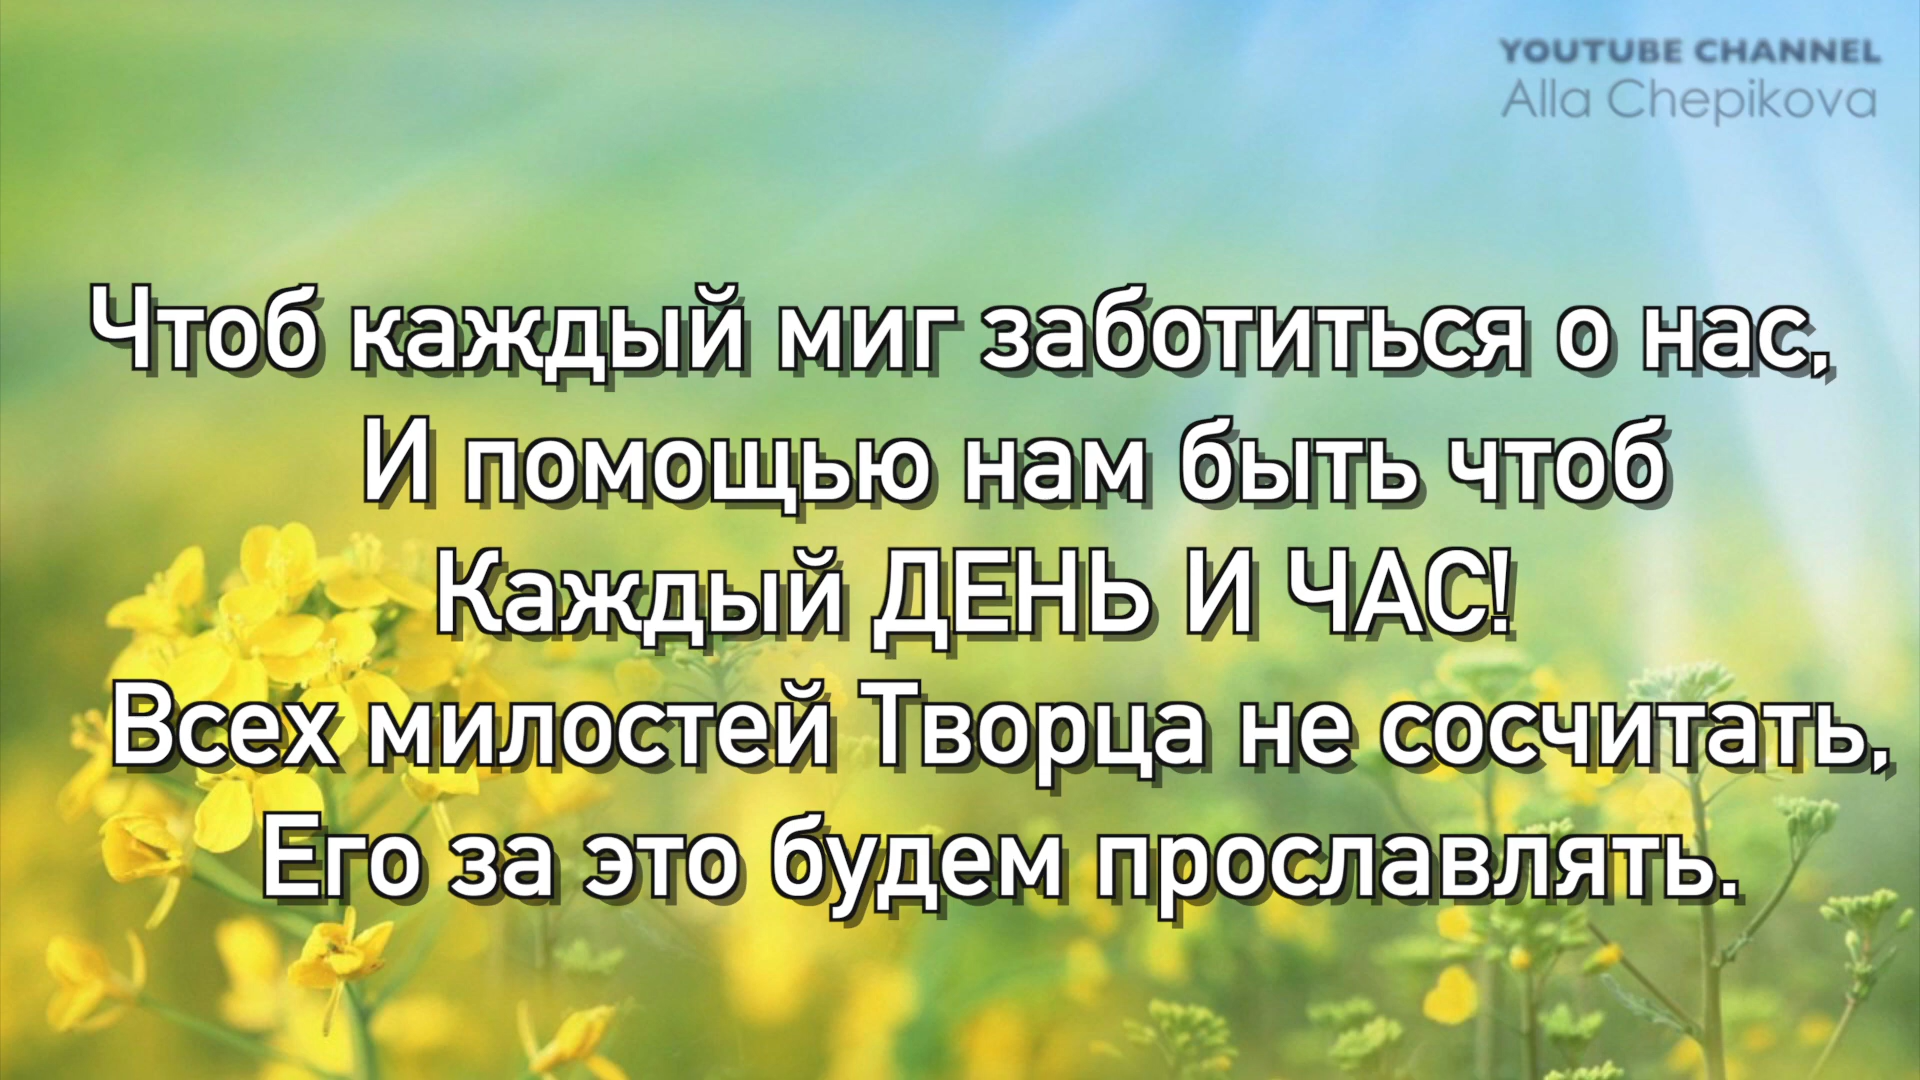 YOUTUBE CHANNEL
Alla Chepikova
Чтоб каждый миг заботиться о нас,
И помощью нам быть чтоб
Каждый ДЕНЬ И ЧАС!
Всех милостей Творца не сосчитать,
Его за это будем прославлять.